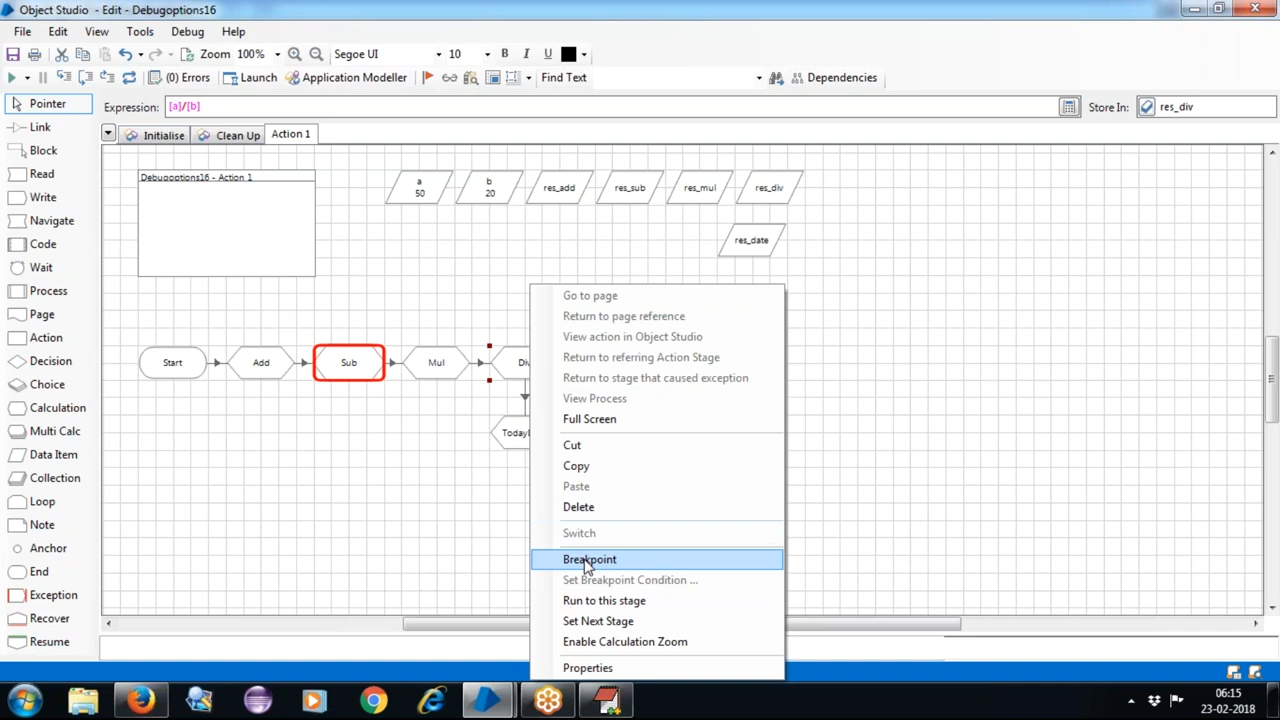 Object Studio - Edit - Debugoptions16
File Edit View Tools Debug Help
Zoom 100% Segoe UI 10 B I U
(0) Errors Launch Application Modeller Find Text Dependencies
Pointer
Link
Block
Read
Write
Navigate
Code
Wait
Process
Page
Action
Decision
Choice
Calculation
Multi Calc
Data Item
Collection
Loop
Note
Anchor
End
Exception
Recover
Resume
Expression: [a]/[b] Store In: res_div
Initialise Clean Up Action 1
Debugoptions16 - Action 1
a
50
b
20
res_add
res_sub
res_mul
res_div
res_date
Start Add Sub Mul Div
Today
Go to page
Return to page reference
View action in Object Studio
Return to referring Action Stage
Return to stage that caused exception
View Process
Full Screen
Cut
Copy
Paste
Delete
Switch
Breakpoint
Set Breakpoint Condition ...
Run to this stage
Set Next Stage
Enable Calculation Zoom
Properties
06:15
23-02-2018